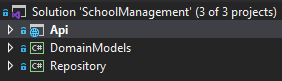 Solution 'SchoolManagement' (3 of 3 projects)
Api
C# DomainModels
C# Repository